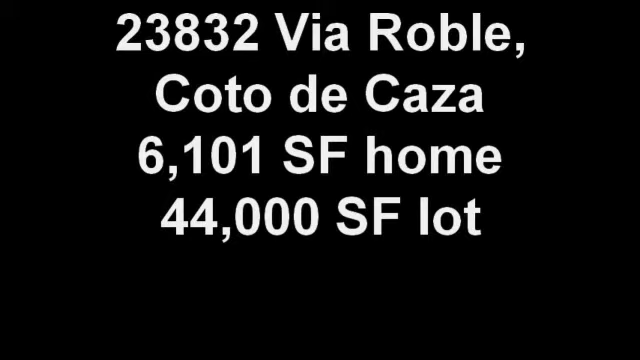 23832 Via Roble,
Coto de Caza
6,101 SF home
44,000 SF lot